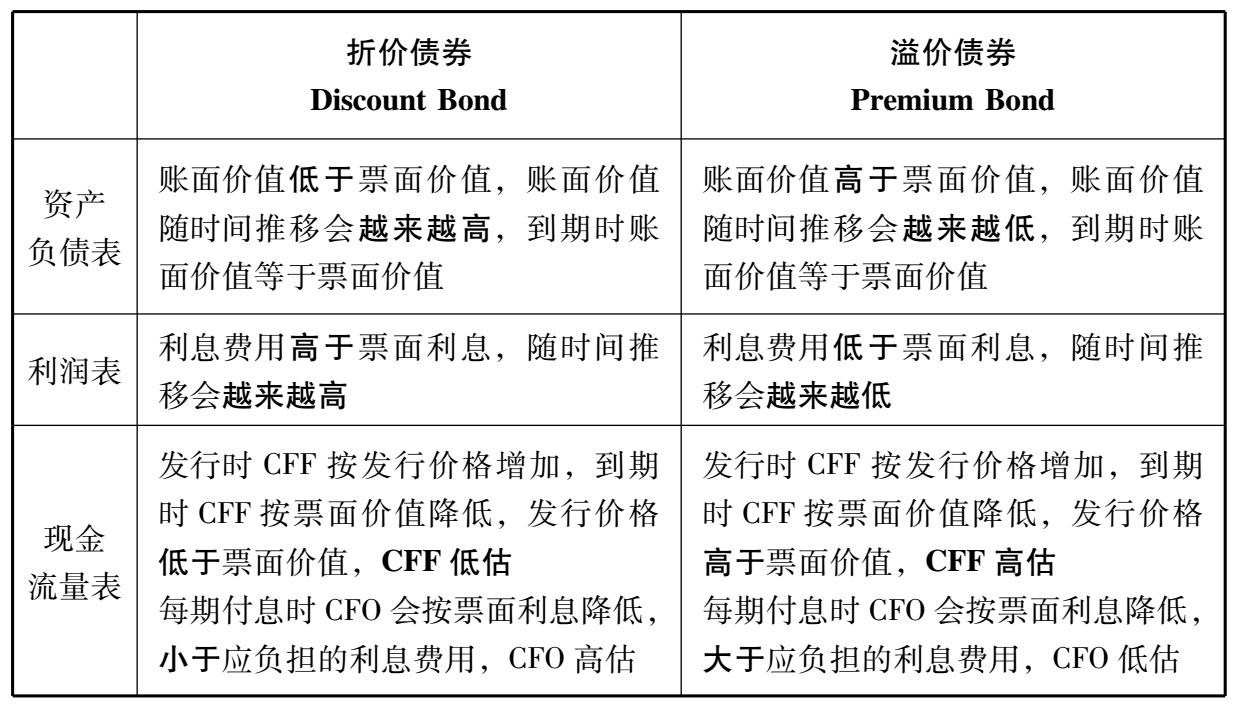 折价债券
Discount Bond
溢价债券
Premium Bond
资产
负债表
账面价值低于票面价值，账面价值
随时间推移会越来越高，到期时账
面价值等于票面价值
账面价值高于票面价值，账面价值
随时间推移会越来越低，到期时账
面价值等于票面价值
利润表
利息费用高于票面利息，随时间推
移会越来越高
利息费用低于票面利息，随时间推
移会越来越低
现金
流量表
发行时 CFF 按发行价格增加，到期
时 CFF 按票面价值降低，发行价格
低于票面价值，CFF 低估
每期付息时 CFO 会按票面利息降低，
小于应负担的利息费用，CFO 高估
发行时 CFF 按发行价格增加，到期
时 CFF 按票面价值降低，发行价格
高于票面价值，CFF 高估
每期付息时 CFO 会按票面利息降低，
大于应负担的利息费用，CFO 低估